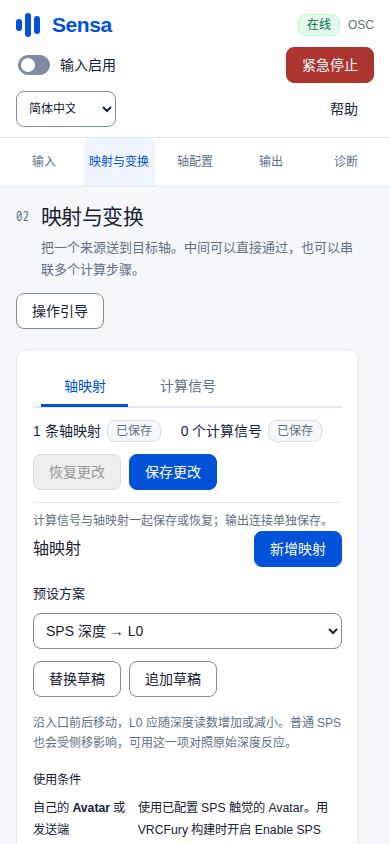 Sensa
在线 OSC
输入启用
紧急停止
简体中文
帮助
输入 映射与变换 轴配置 输出 诊断
02 映射与变换
把一个来源送到目标轴。中间可以直接通过，也可以串
联多个计算步骤。
操作引导
轴映射 计算信号
1 条轴映射 已保存 0 个计算信号 已保存
恢复更改 保存更改
计算信号与轴映射一起保存或恢复；输出连接单独保存。
轴映射 新增映射
预设方案
SPS 深度 → L0
替换草稿 追加草稿
沿入口前后移动，L0 应随深度读数增加或减小。普通 SPS
也会受侧移影响，可用这一项对照原始深度反应。
使用条件
自己的 Avatar 或 使用已配置 SPS 触觉的 Avatar。用
发送端 VRCFury 构建时开启 Enable SPS